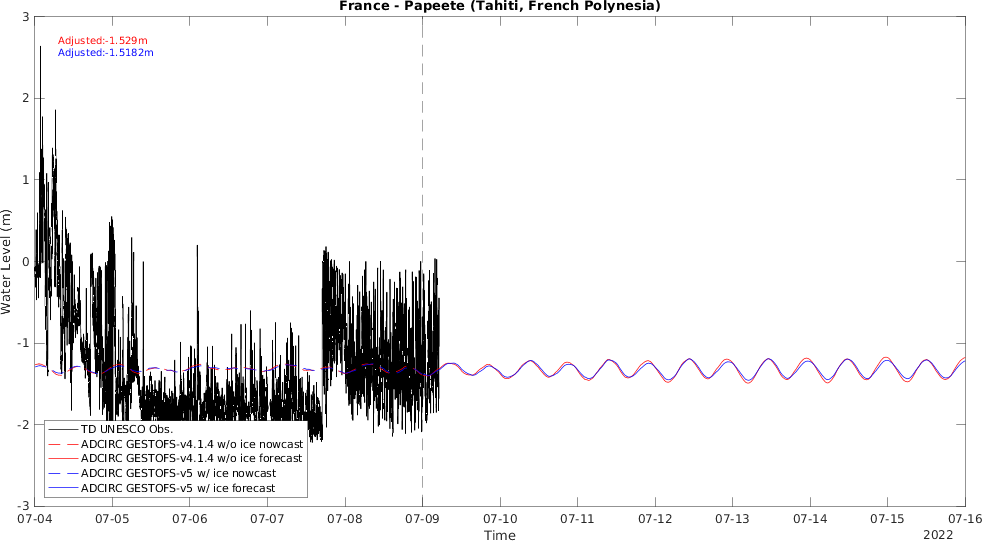 France - Papeete (Tahiti, French Polynesia)
Adjusted:-1.529m
Adjusted:-1.5182m
3
2
1
0
-1
-2
-3
Water Level (m)
TD UNESCO Obs.
ADCIRC GESTOFS-v4.1.4 w/o ice nowcast
ADCIRC GESTOFS-v4.1.4 w/o ice forecast
ADCIRC GESTOFS-v5 w/ ice nowcast
ADCIRC GESTOFS-v5 w/ ice forecast
07-04 07-05 07-06 07-07 07-08 07-09 07-10 07-11 07-12 07-13 07-14 07-15 07-16
Time
2022